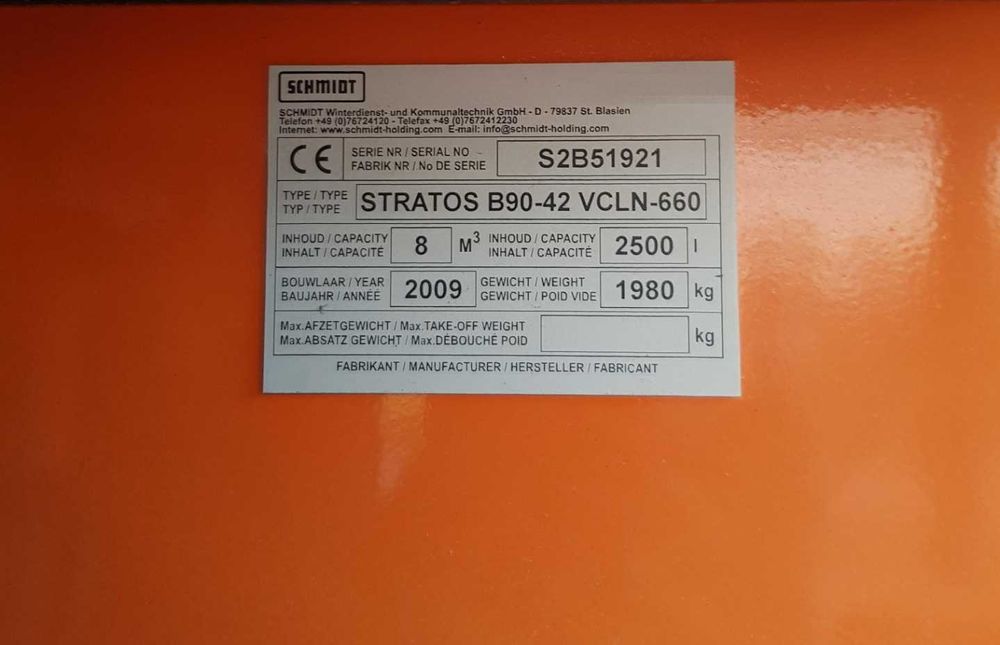 SCHMIDT
SCHMIDT Winterdienst- und Kommunaltechnik GmbH - D - 79837 St. Blasien
Telefon +49 (0)76724120 - Telefax +49 (0)7672412230
Internet: www.schmidt-holding.com E-mail: info@schmidt-holding.com
CE SERIE NR / SERIAL NO S2B51921
FABRIK NR / No DE SERIE
TYPE / TYPE STRATOS B90-42 VCLN-660
TYP / TYPE
INHOUD / CAPACITY 8 M³ INHOUD / CAPACITY 2500 l
INHALT / CAPACITÉ INHALT / CAPACITÉ
BOUWLAAR / YEAR 2009 GEWICHT / WEIGHT 1980 kg
BAUJAHR / ANNÉE GEWICHT / POID VIDE
Max.AFZETGEWICHT / Max.TAKE-OFF WEIGHT kg
Max.ABSATZ GEWICHT / Max.DÉBOUCHÉ POID
FABRIKANT / MANUFACTURER / HERSTELLER / FABRICANT